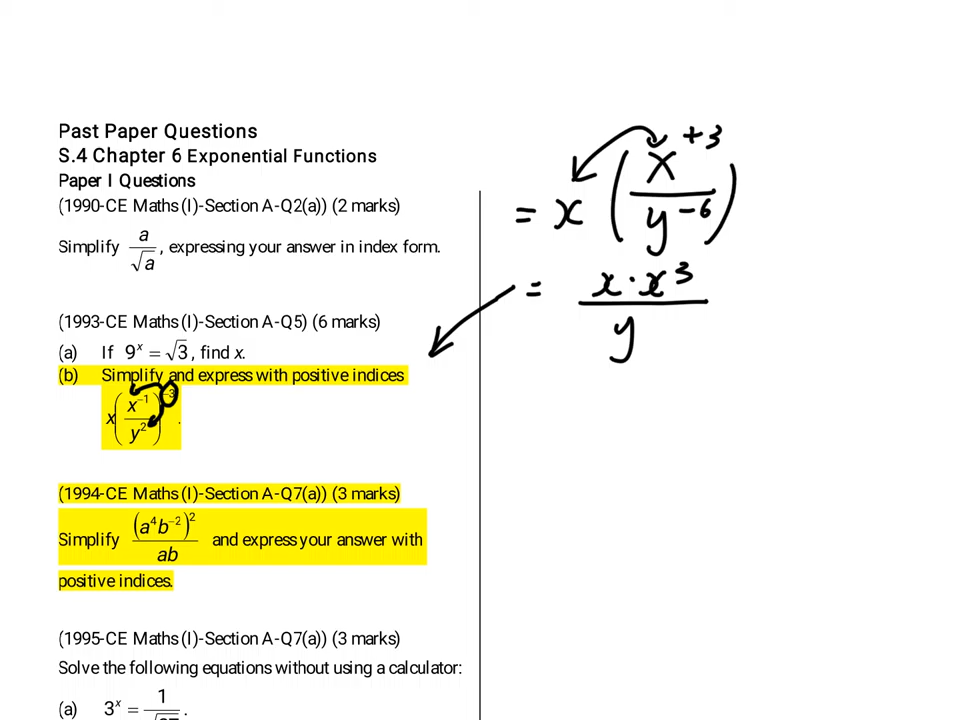 Past Paper Questions
S.4 Chapter 6 Exponential Functions
Paper I Questions
(1990-CE Maths (I)-Section A-Q2(a)) (2 marks)
Simplify a/√a, expressing your answer in index form.
(1993-CE Maths (I)-Section A-Q5) (6 marks)
(a) If 9^x = √3, find x.
(b) Simplify and express with positive indices
x(x^−1/y^2)^−3.
(1994-CE Maths (I)-Section A-Q7(a)) (3 marks)
Simplify (a^4b^−2)^2/ab and express your answer with
positive indices.
(1995-CE Maths (I)-Section A-Q7(a)) (3 marks)
Solve the following equations without using a calculator:
(a) 3^x = 1/√27.
= x (x^+3/y^−6)
= x·x^3/y